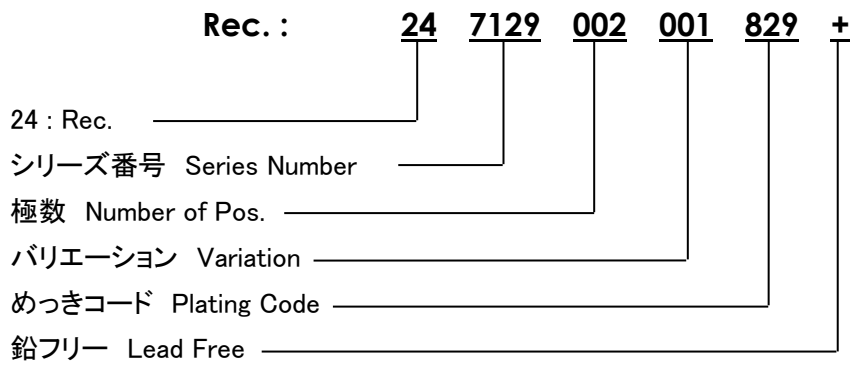 Rec. : 24 7129 002 001 829 +
24 : Rec.
シリーズ番号 Series Number
極数 Number of Pos.
バリエーション Variation
めっきコード Plating Code
鉛フリー Lead Free